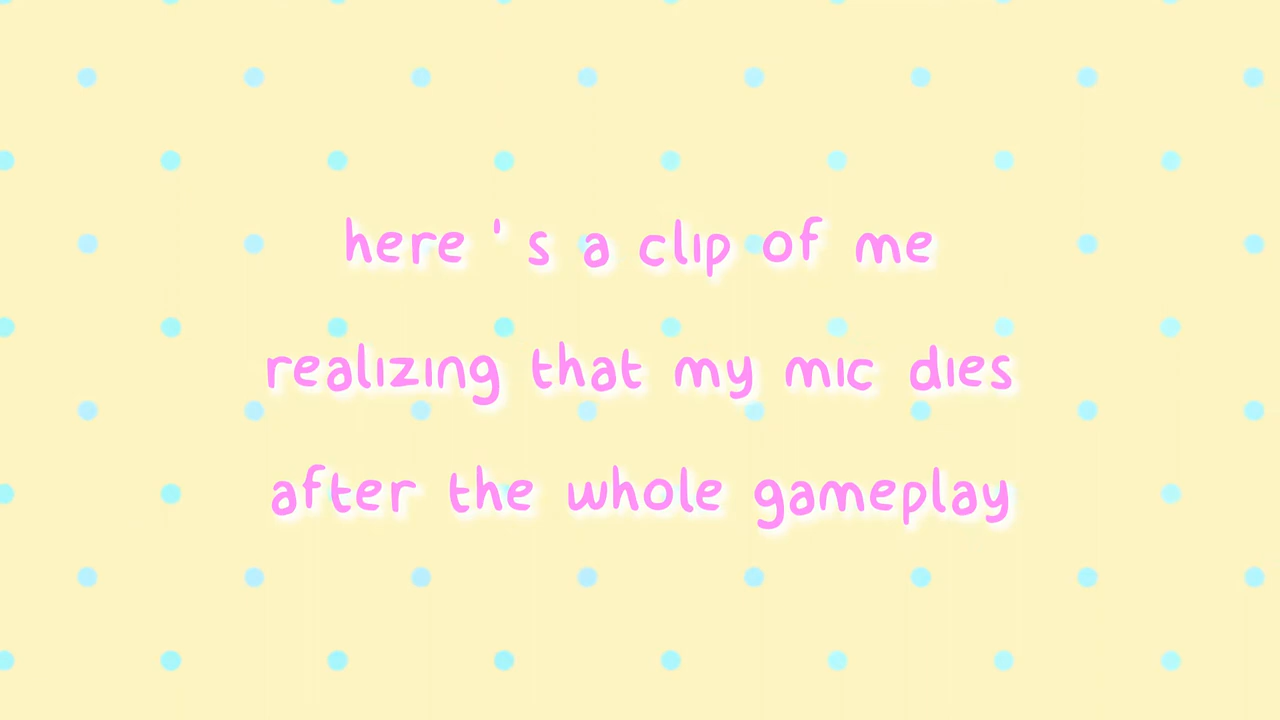 here's a clip of me
realizing that my mic dies
after the whole gameplay